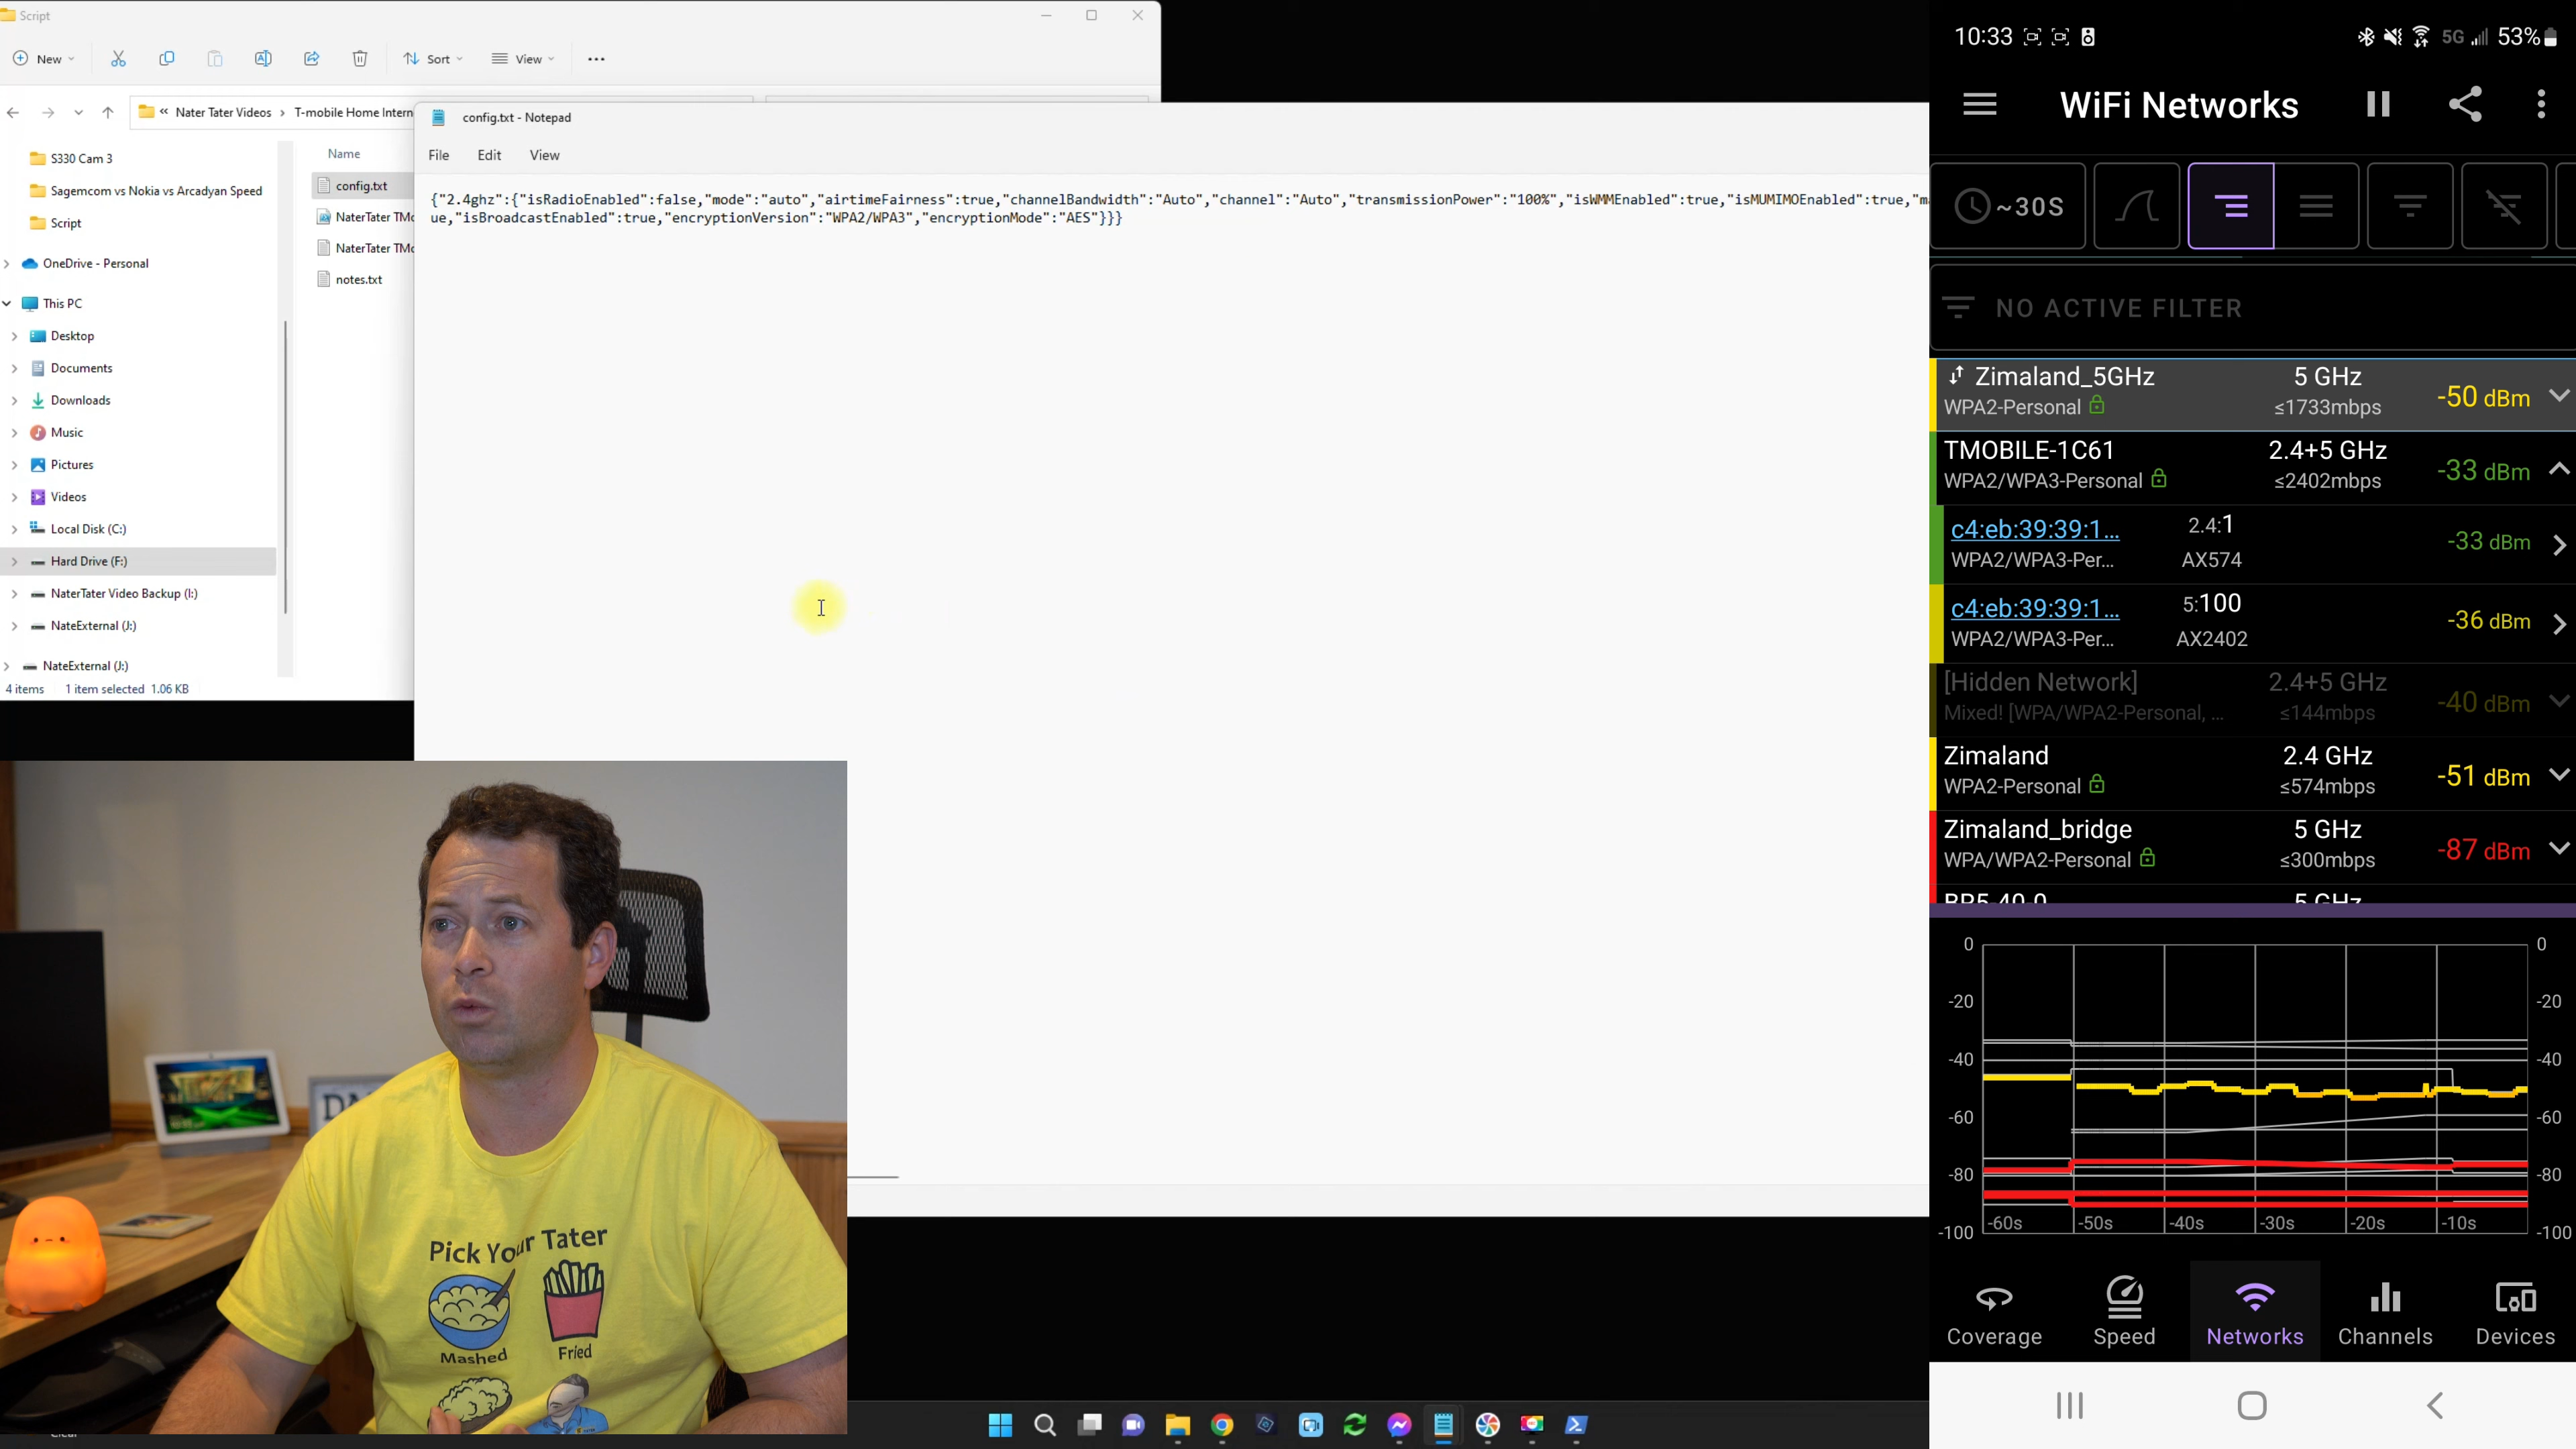 Script
New
Sort
View
« Nater Tater Videos › T-mobile Home Intern
S330 Cam 3
Sagemcom vs Nokia vs Arcadyan Speed
Script
OneDrive - Personal
This PC
Desktop
Documents
Downloads
Music
Pictures
Videos
Local Disk (C:)
Hard Drive (F:)
NaterTater Video Backup (I:)
NateExternal (J:)
NateExternal (J:)
4 items 1 item selected 1.06 KB
Name
config.txt
NaterTater TMo
NaterTater TMo
notes.txt
config.txt - Notepad
File Edit View
{"2.4ghz":{"isRadioEnabled":false,"mode":"auto","airtimeFairness":true,"channelBandwidth":"Auto","channel":"Auto","transmissionPower":"100%","isWMMEnabled":true,"isMUMIMOEnabled":true,"m
ue,"isBroadcastEnabled":true,"encryptionVersion":"WPA2/WPA3","encryptionMode":"AES"}}}
Pick Your Tater
Mashed
Fried
10:33
5G 53%
WiFi Networks
~30S
NO ACTIVE FILTER
Zimaland_5GHz 5 GHz -50 dBm
WPA2-Personal ≤1733mbps
TMOBILE-1C61 2.4+5 GHz -33 dBm
WPA2/WPA3-Personal ≤2402mbps
c4:eb:39:39:1... 2.4:1 -33 dBm
WPA2/WPA3-Per... AX574
c4:eb:39:39:1... 5:100 -36 dBm
WPA2/WPA3-Per... AX2402
[Hidden Network] 2.4+5 GHz -40 dBm
Mixed! [WPA/WPA2-Personal, ... ≤144mbps
Zimaland 2.4 GHz -51 dBm
WPA2-Personal ≤574mbps
Zimaland_bridge 5 GHz -87 dBm
WPA/WPA2-Personal ≤300mbps
5 GHz
0 0
-20 -20
-40 -40
-60 -60
-80 -80
-100 -60s -50s -40s -30s -20s -10s -100
Coverage Speed Networks Channels Devices